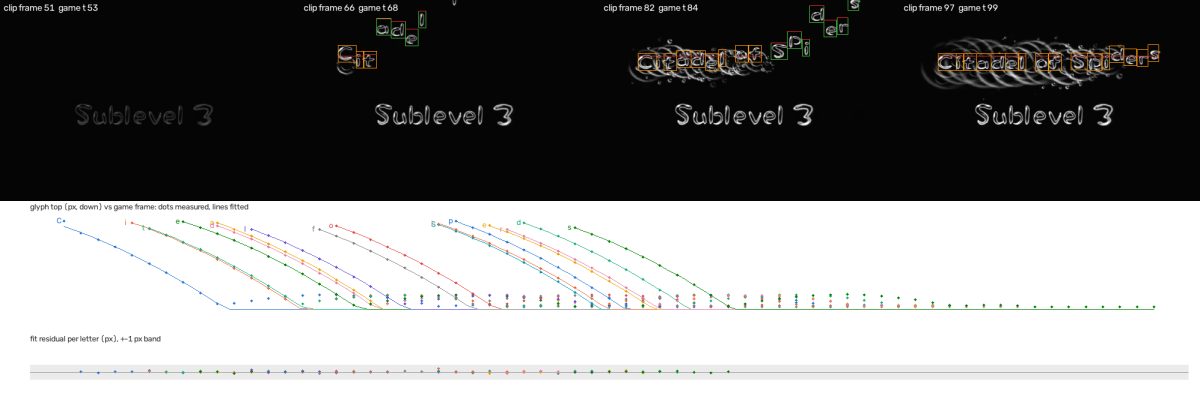 clip frame 51 game t 53
clip frame 66 game t 68
clip frame 82 game t 84
clip frame 97 game t 99
C i t a d e l
Citadel of S p i d e r s
Citadel of Spiders
Sublevel 3
Sublevel 3
Sublevel 3
Sublevel 3
glyph top (px, down) vs game frame: dots measured, lines fitted
C i t e a d l f o S p e r d s
fit residual per letter (px), +-1 px band